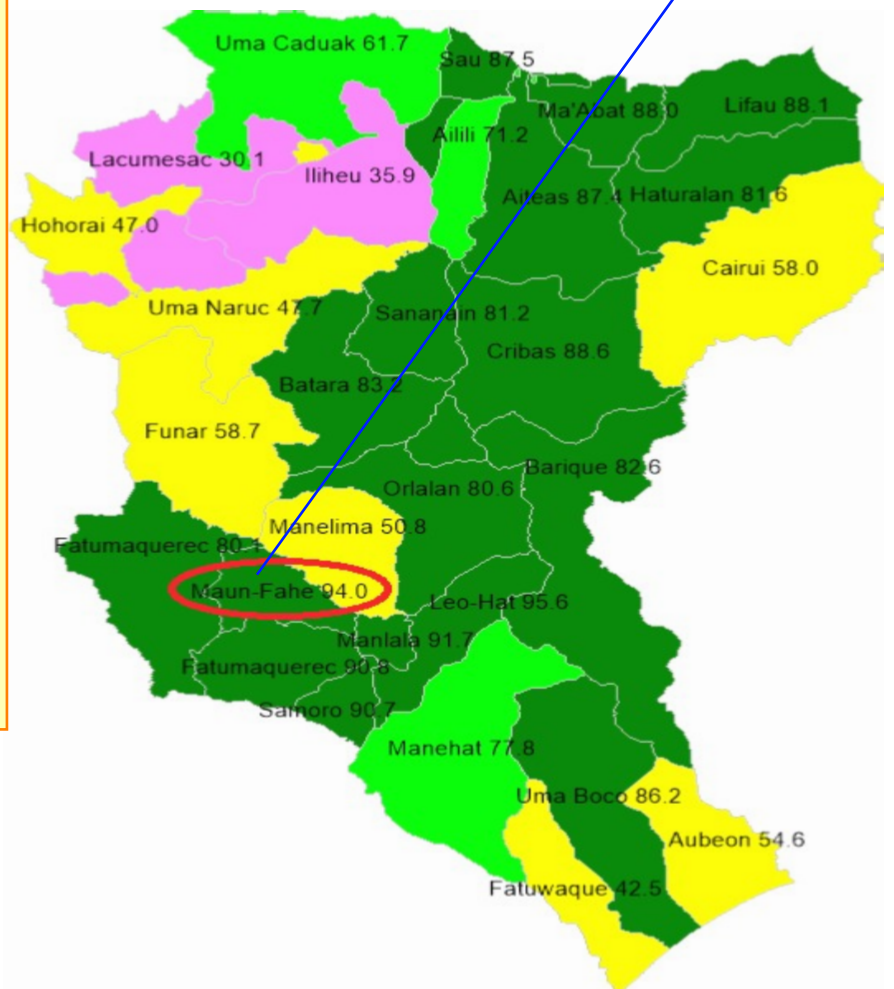 Uma Caduak 61.7
Sau 87.5
Ma'Abat 88.0
Lifau 88.1
Ailili 71.2
Lacumesac 30.1
Iliheu 35.9
Aiteas 87.4
Haturalan 81.6
Hohorai 47.0
Cairui 58.0
Uma Naruc 47.7
Sananain 81.2
Cribas 88.6
Batara 83.2
Funar 58.7
Barique 82.6
Orlalan 80.6
Manelima 50.8
Fatumaquerec 80.1
Maun-Fahe 94.0
Leo-Hat 95.6
Manlala 91.7
Fatumaquerec 90.8
Samoro 90.7
Manehat 77.8
Uma Boco 86.2
Aubeon 54.6
Fatuwaque 42.5